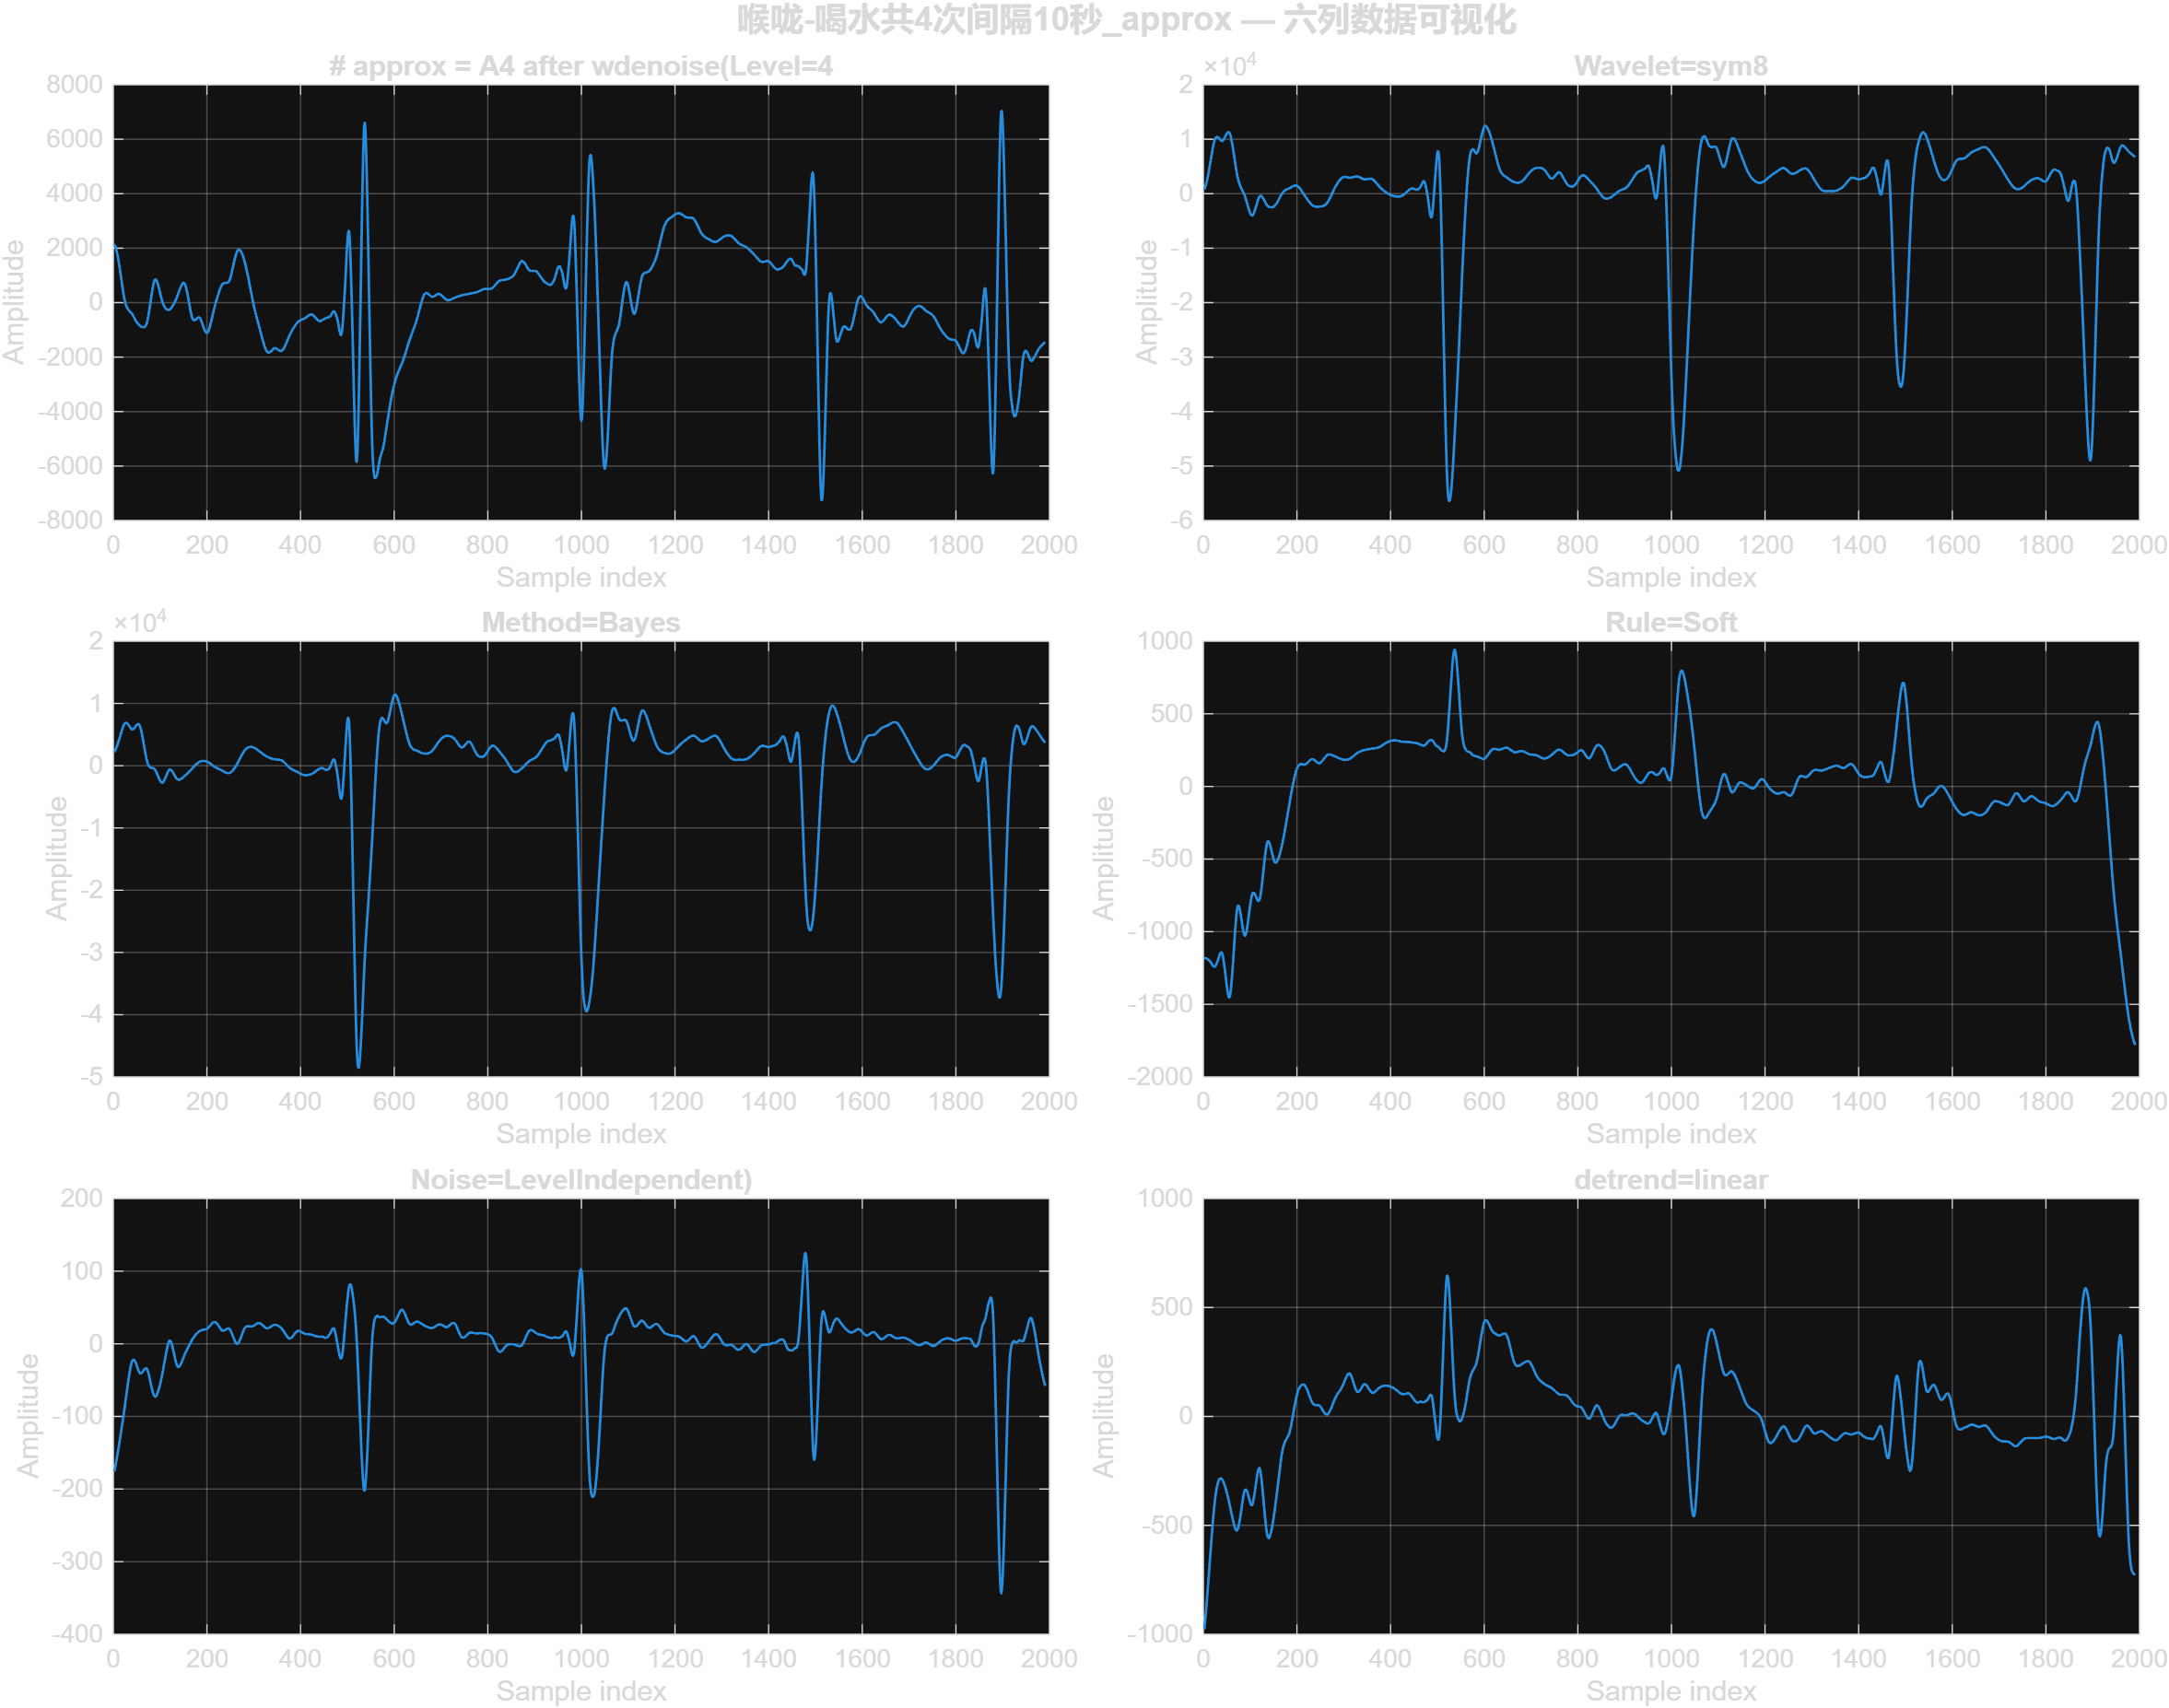 喉咙-喝水共4次间隔10秒_approx — 六列数据可视化
# approx = A4 after wdenoise(Level=4
8000
6000
4000
2000
0
-2000
-4000
-6000
-8000
Amplitude
0 200 400 600 800 1000 1200 1400 1600 1800 2000
Sample index
Wavelet=sym8
×10⁴
2
1
0
-1
-2
-3
-4
-5
-6
Amplitude
0 200 400 600 800 1000 1200 1400 1600 1800 2000
Sample index
Method=Bayes
×10⁴
2
1
0
-1
-2
-3
-4
-5
Amplitude
0 200 400 600 800 1000 1200 1400 1600 1800 2000
Sample index
Rule=Soft
1000
500
0
-500
-1000
-1500
-2000
Amplitude
0 200 400 600 800 1000 1200 1400 1600 1800 2000
Sample index
Noise=LevelIndependent)
200
100
0
-100
-200
-300
-400
Amplitude
0 200 400 600 800 1000 1200 1400 1600 1800 2000
Sample index
detrend=linear
1000
500
0
-500
-1000
Amplitude
0 200 400 600 800 1000 1200 1400 1600 1800 2000
Sample index